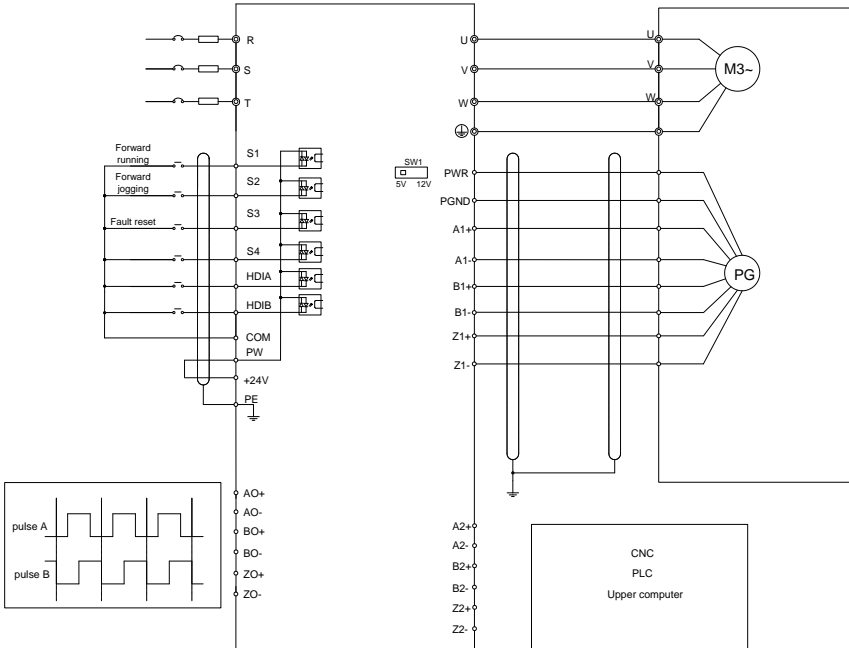 R
S
T
U
V
W
U
V
W
M3~
Forward
running
Forward
jogging
Fault reset
S1
S2
S3
S4
HDIA
HDIB
COM
PW
+24V
PE
SW1
5V 12V
PWR
PGND
A1+
A1-
B1+
B1-
Z1+
Z1-
PG
pulse A
pulse B
AO+
AO-
BO+
BO-
ZO+
ZO-
A2+
A2-
B2+
B2-
Z2+
Z2-
CNC
PLC
Upper computer